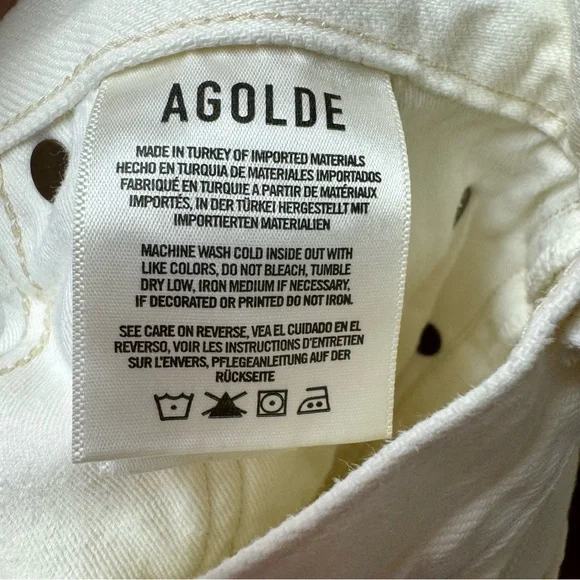 AGOLDE
MADE IN TURKEY OF IMPORTED MATERIALS
HECHO EN TURQUIA DE MATERIALES IMPORTADOS
FABRIQUÉ EN TURQUIE A PARTIR DE MATÉRIAUX
IMPORTÉS, IN DER TÜRKEI HERGESTELLT MIT
IMPORTIERTEN MATERIALIEN
MACHINE WASH COLD INSIDE OUT WITH
LIKE COLORS, DO NOT BLEACH, TUMBLE
DRY LOW, IRON MEDIUM IF NECESSARY,
IF DECORATED OR PRINTED DO NOT IRON.
SEE CARE ON REVERSE, VEA EL CUIDADO EN EL
REVERSO, VOIR LES INSTRUCTIONS D'ENTRETIEN
SUR L'ENVERS, PFLEGEANLEITUNG AUF DER
RÜCKSEITE